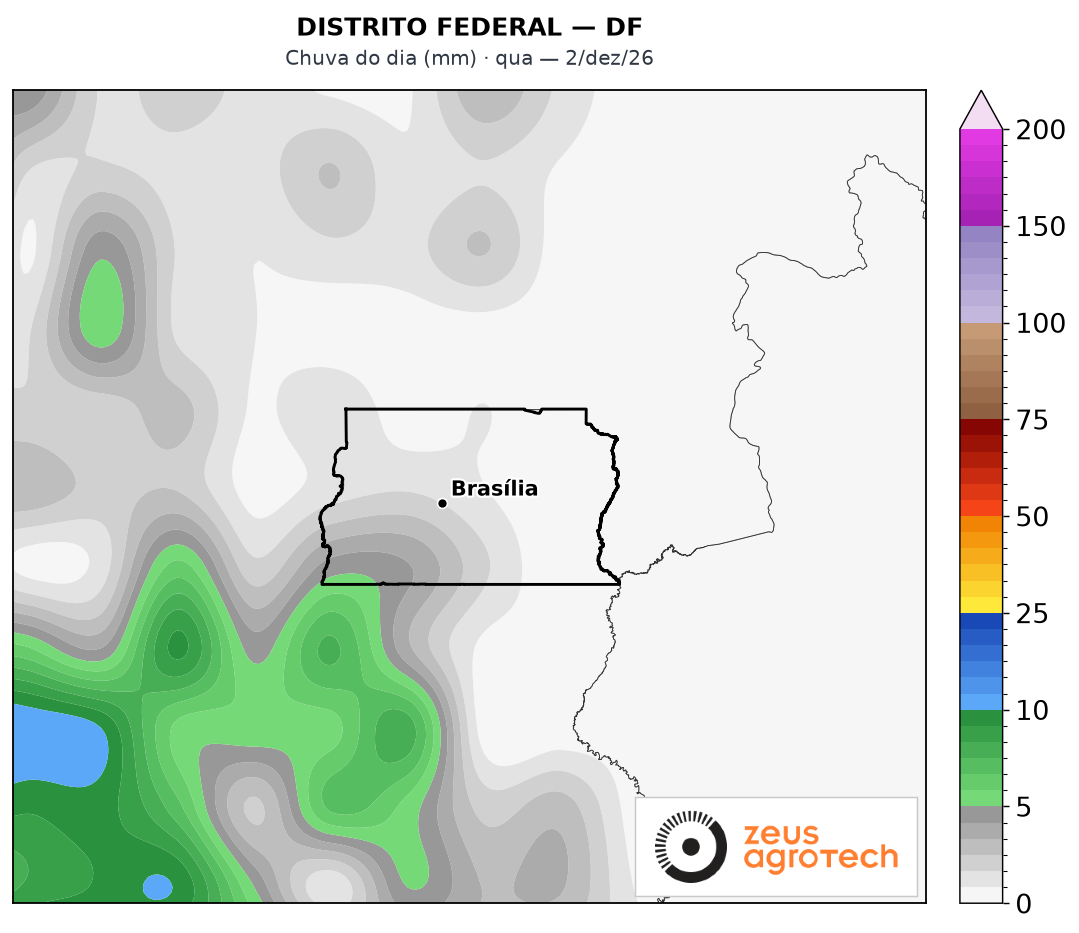 DISTRITO FEDERAL — DF
Chuva do dia (mm) · qua — 2/dez/26
200
150
100
75
50
25
10
5
0
Brasília
zeus
agrotech